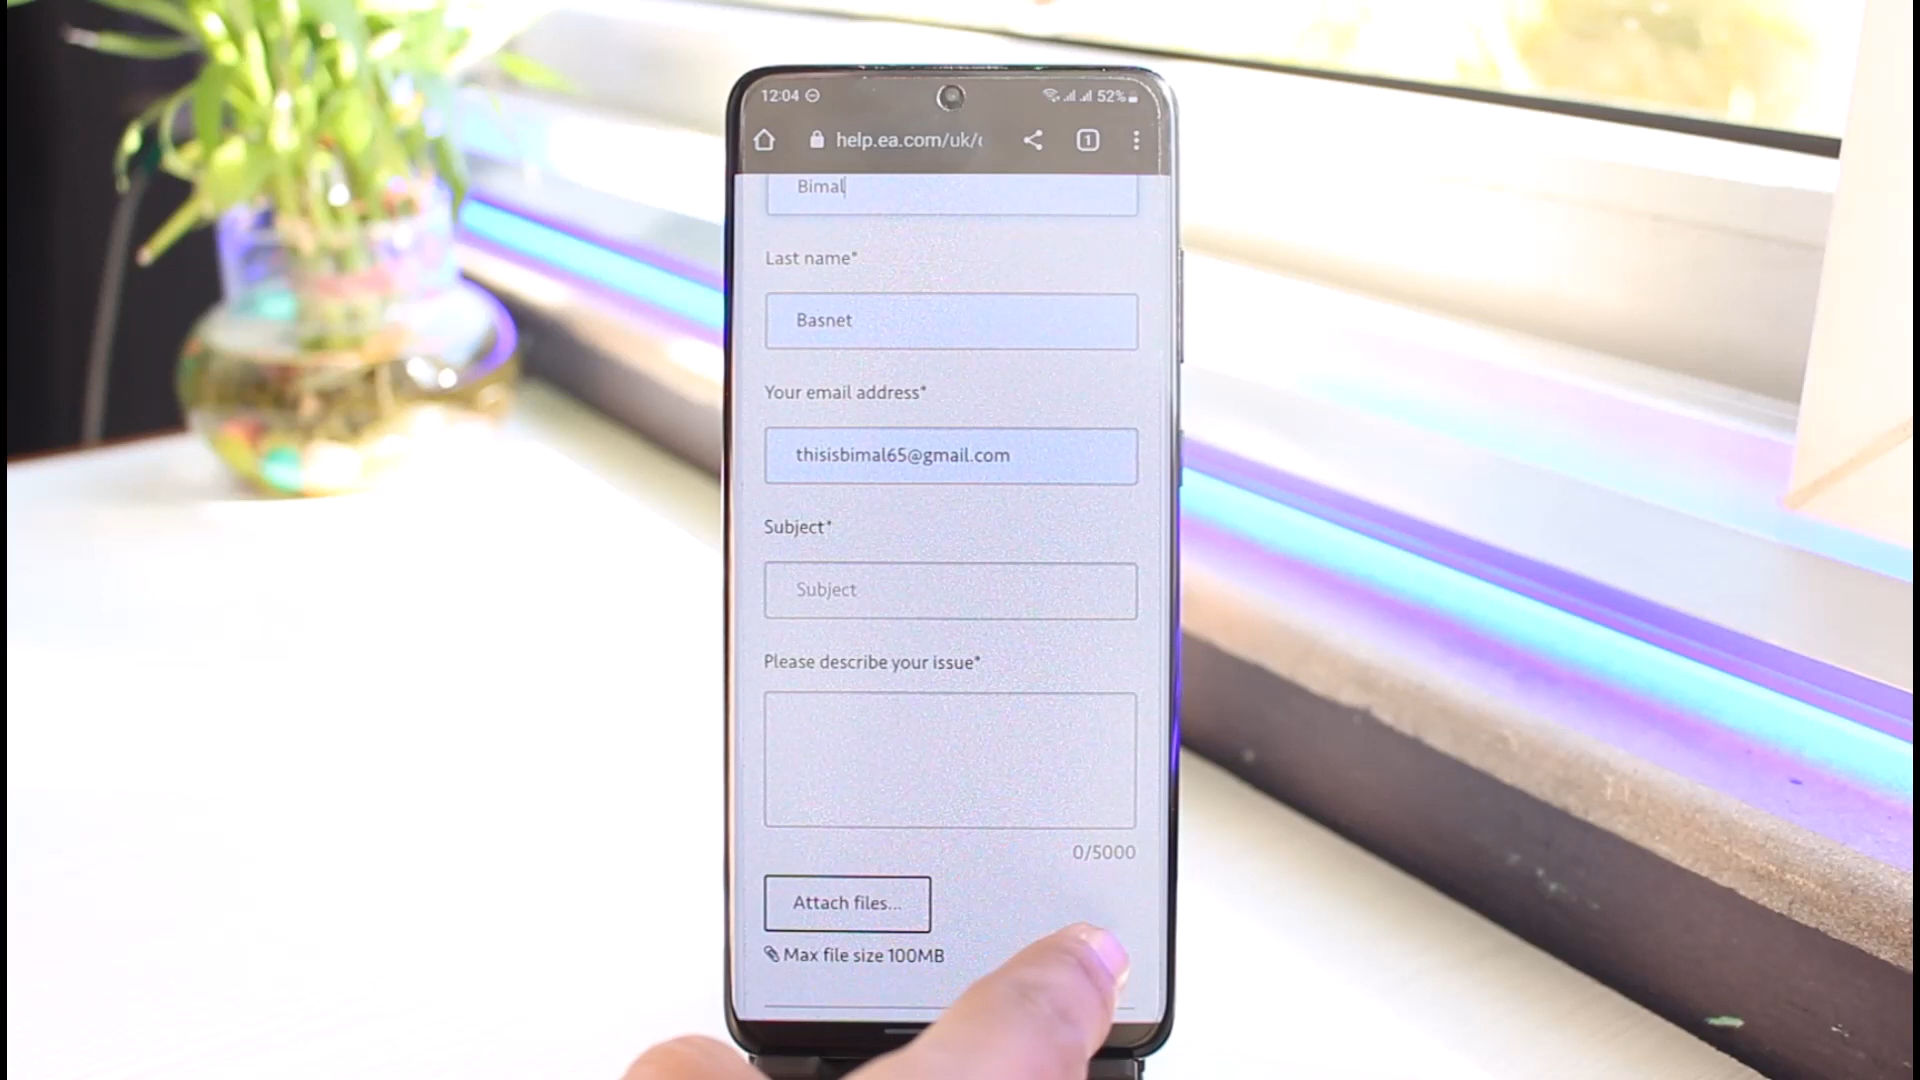 12:04 52%
help.ea.com/uk/
1
Bimal
Last name*
Basnet
Your email address*
thisisbimal65@gmail.com
Subject*
Subject
Please describe your issue*
0/5000
Attach files...
Max file size 100MB